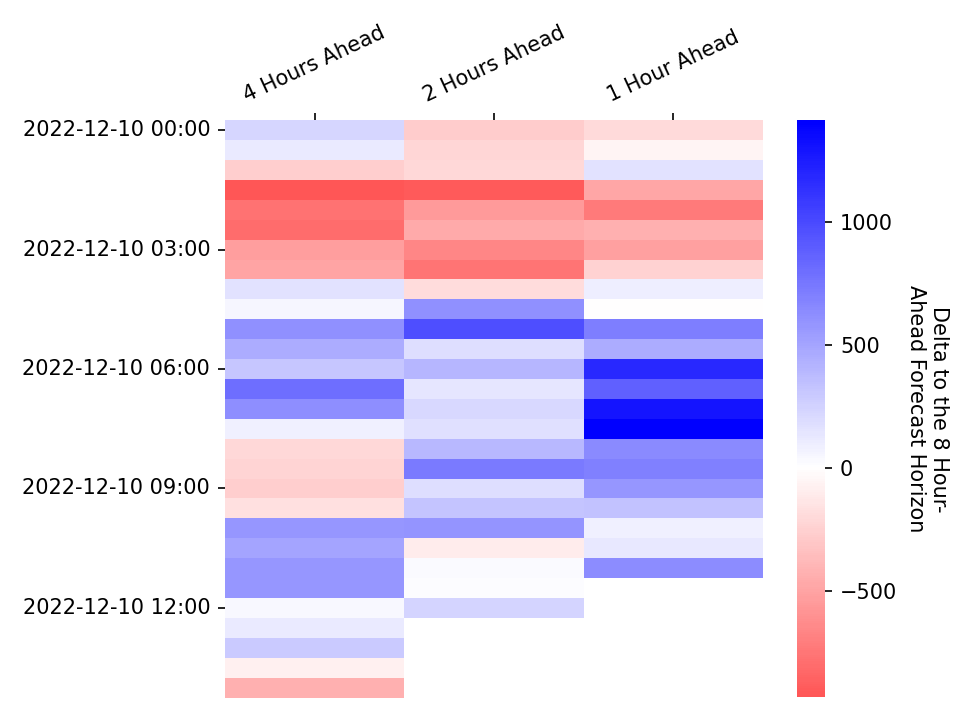 4 Hours Ahead
2 Hours Ahead
1 Hour Ahead
2022-12-10 00:00
2022-12-10 03:00
2022-12-10 06:00
2022-12-10 09:00
2022-12-10 12:00
1000
500
0
−500
Delta to the 8 Hour-
Ahead Forecast Horizon